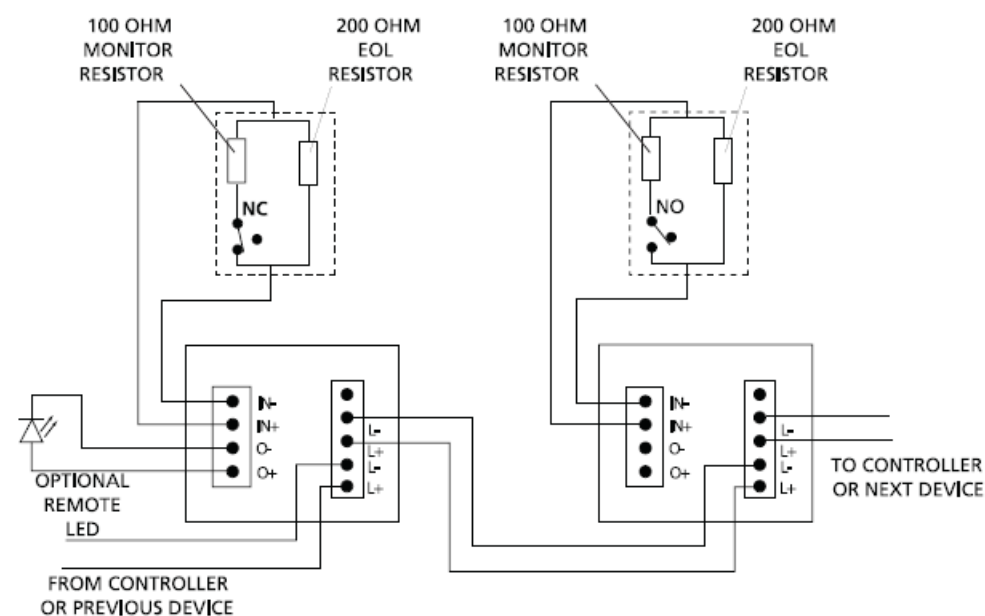 100 OHM
MONITOR
RESISTOR
200 OHM
EOL
RESISTOR
100 OHM
MONITOR
RESISTOR
200 OHM
EOL
RESISTOR
NC
NO
IN-
IN+
O-
O+
L-
L+
L-
L+
IN-
IN+
O-
O+
L-
L+
L-
L+
OPTIONAL
REMOTE
LED
TO CONTROLLER
OR NEXT DEVICE
FROM CONTROLLER
OR PREVIOUS DEVICE